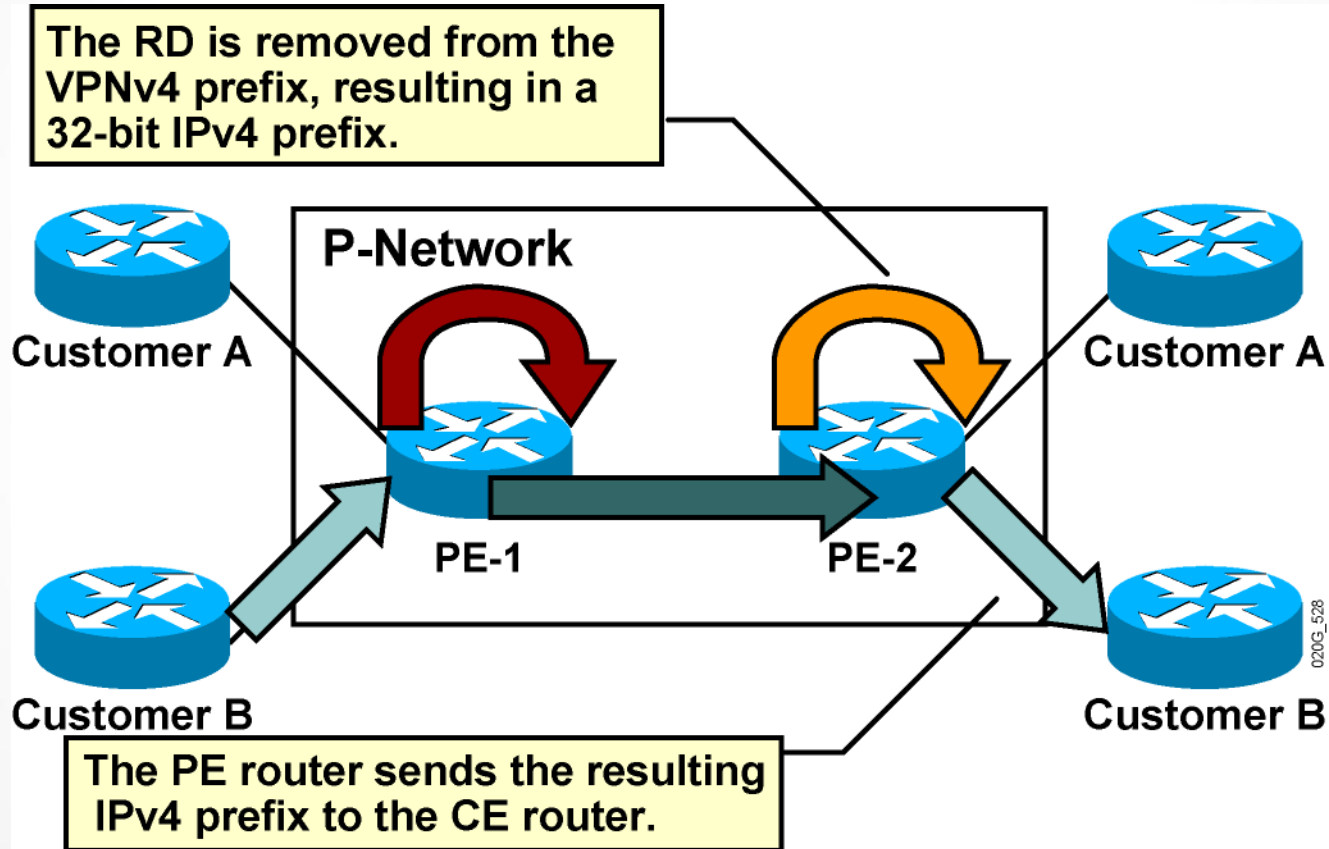 The RD is removed from the
VPNv4 prefix, resulting in a
32-bit IPv4 prefix.
P-Network
Customer A
Customer A
PE-1
PE-2
Customer B
Customer B
020G_528
The PE router sends the resulting
IPv4 prefix to the CE router.